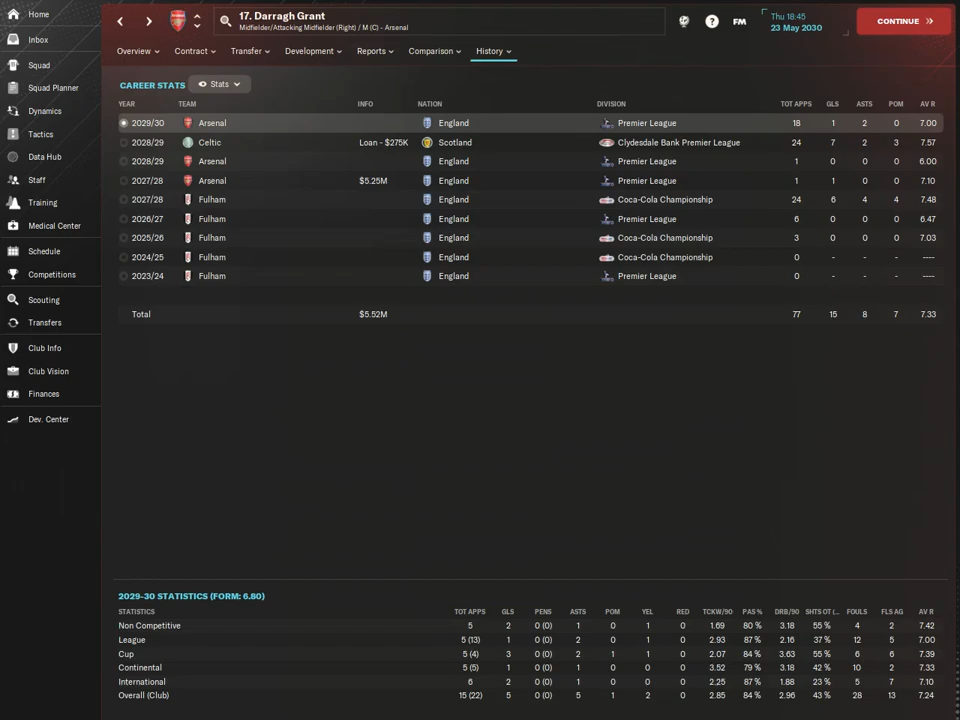 Home
Inbox
Squad
Squad Planner
Dynamics
Tactics
Data Hub
Staff
Training
Medical Center
Schedule
Competitions
Scouting
Transfers
Club Info
Club Vision
Finances
Dev. Center
17. Darragh Grant
Midfielder/Attacking Midfielder (Right) / M (C) - Arsenal
?
FM
Thu 18:45
23 May 2030
CONTINUE
Overview Contract Transfer Development Reports Comparison History
CAREER STATS Stats
YEAR TEAM INFO NATION DIVISION TOT APPS GLS ASTS POM AV R
2029/30 Arsenal England Premier League 18 1 2 0 7.00
2028/29 Celtic Loan - $275K Scotland Clydesdale Bank Premier League 24 7 2 3 7.57
2028/29 Arsenal England Premier League 1 0 0 0 6.00
2027/28 Arsenal $5.25M England Premier League 1 1 0 0 7.10
2027/28 Fulham England Coca-Cola Championship 24 6 4 4 7.48
2026/27 Fulham England Premier League 6 0 0 0 6.47
2025/26 Fulham England Coca-Cola Championship 3 0 0 0 7.03
2024/25 Fulham England Coca-Cola Championship 0 - - - ----
2023/24 Fulham England Premier League 0 - - - ----
Total $5.52M 77 15 8 7 7.33
2029-30 STATISTICS (FORM: 6.80)
STATISTICS TOT APPS GLS PENS ASTS POM YEL RED TCKW/90 PAS % DRB/90 SHTS OT (... FOULS FLS AG AV R
Non Competitive 5 2 0 (0) 1 0 1 0 1.69 80 % 3.18 55 % 4 2 7.42
League 5 (13) 1 0 (0) 2 0 1 0 2.93 87 % 2.16 37 % 12 5 7.00
Cup 5 (4) 3 0 (0) 2 1 1 0 2.07 84 % 3.63 55 % 6 6 7.39
Continental 5 (5) 1 0 (0) 1 0 0 0 3.52 79 % 3.18 42 % 10 2 7.33
International 6 2 0 (0) 1 0 0 0 2.25 87 % 1.88 23 % 5 7 7.10
Overall (Club) 15 (22) 5 0 (0) 5 1 2 0 2.85 84 % 2.96 43 % 28 13 7.24